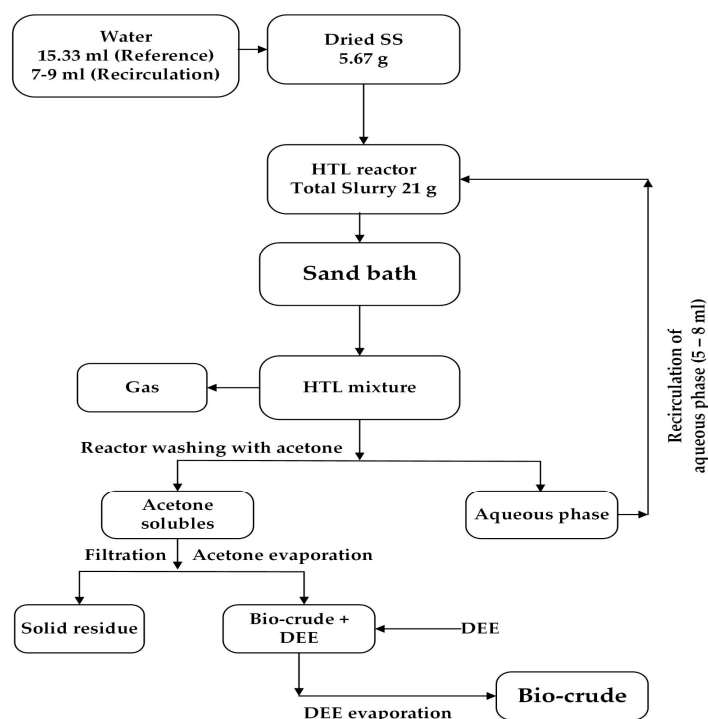 Water
15.33 ml (Reference)
7-9 ml (Recirculation)
Dried SS
5.67 g
HTL reactor
Total Slurry 21 g
Sand bath
Gas
HTL mixture
Recirculation of
aqueous phase (5 – 8 ml)
Reactor washing with acetone
Acetone
solubles
Aqueous phase
Filtration
Acetone evaporation
Solid residue
Bio-crude +
DEE
DEE
Bio-crude
DEE evaporation